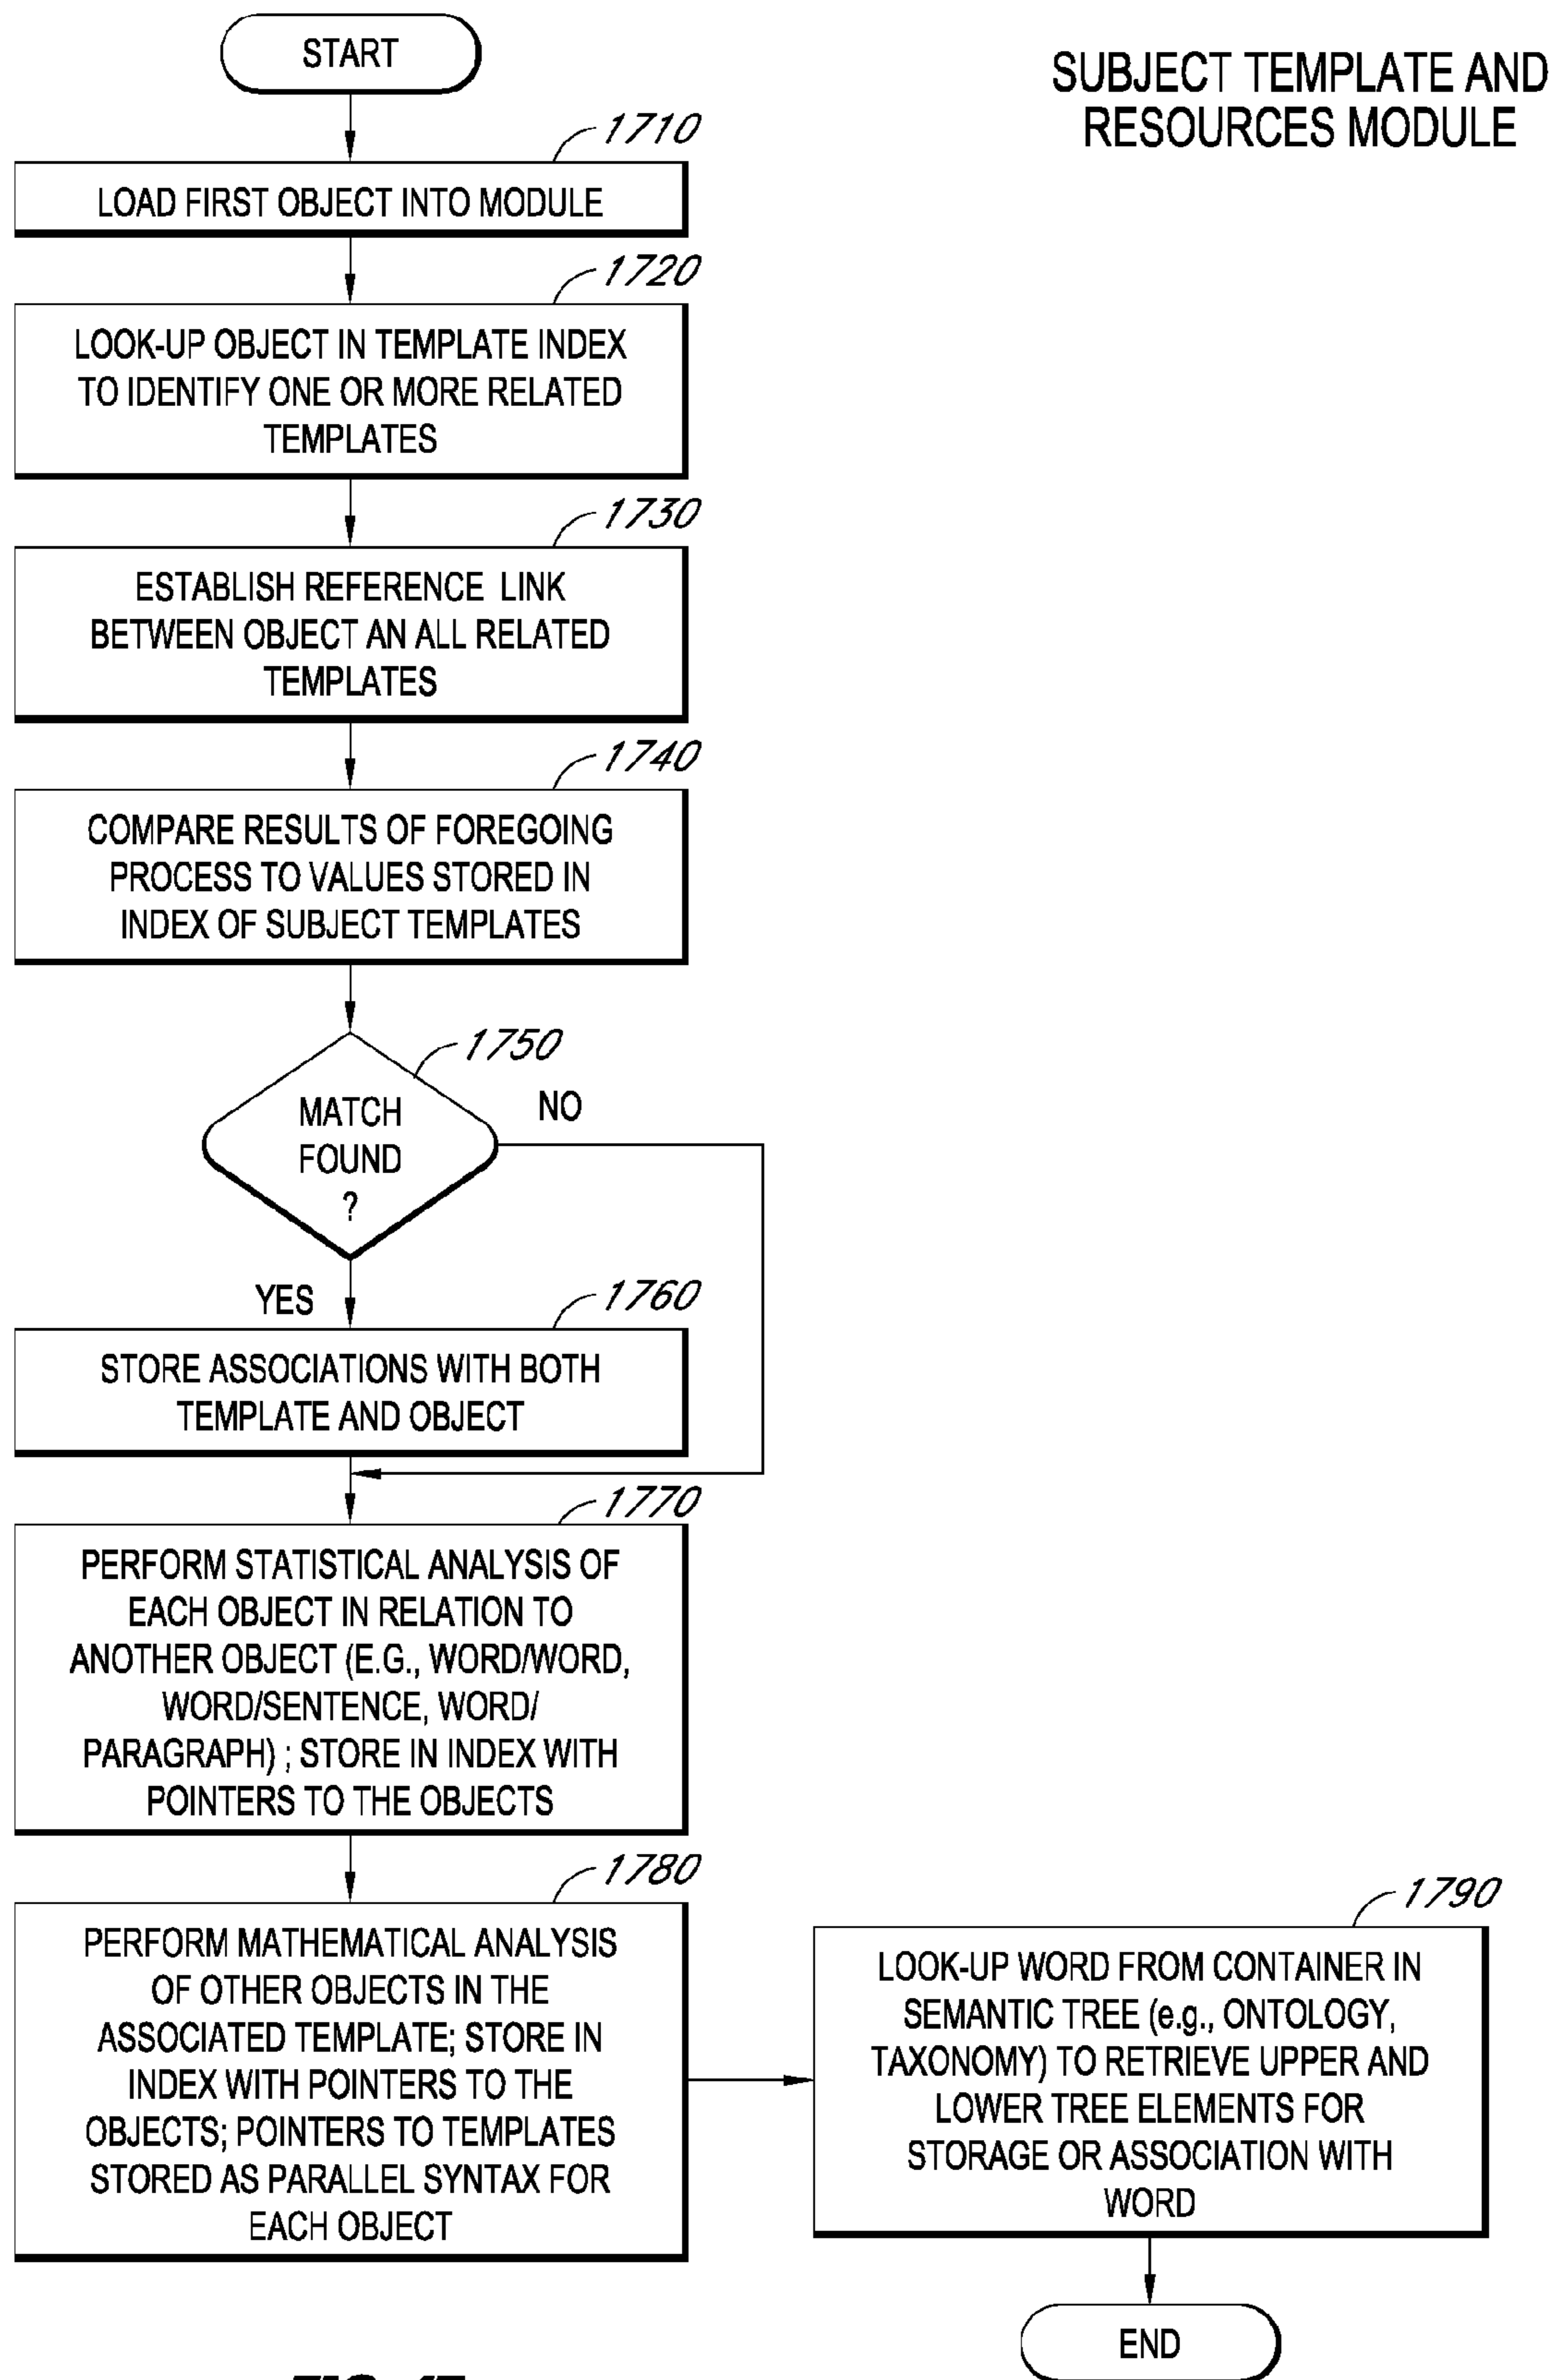 START
SUBJECT TEMPLATE AND
RESOURCES MODULE
1710
LOAD FIRST OBJECT INTO MODULE
1720
LOOK-UP OBJECT IN TEMPLATE INDEX
TO IDENTIFY ONE OR MORE RELATED
TEMPLATES
1730
ESTABLISH REFERENCE LINK
BETWEEN OBJECT AN ALL RELATED
TEMPLATES
1740
COMPARE RESULTS OF FOREGOING
PROCESS TO VALUES STORED IN
INDEX OF SUBJECT TEMPLATES
1750
MATCH
FOUND
?
NO
YES
1760
STORE ASSOCIATIONS WITH BOTH
TEMPLATE AND OBJECT
1770
PERFORM STATISTICAL ANALYSIS OF
EACH OBJECT IN RELATION TO
ANOTHER OBJECT (E.G., WORD/WORD,
WORD/SENTENCE, WORD/
PARAGRAPH) ; STORE IN INDEX WITH
POINTERS TO THE OBJECTS
1780
PERFORM MATHEMATICAL ANALYSIS
OF OTHER OBJECTS IN THE
ASSOCIATED TEMPLATE; STORE IN
INDEX WITH POINTERS TO THE
OBJECTS; POINTERS TO TEMPLATES
STORED AS PARALLEL SYNTAX FOR
EACH OBJECT
1790
LOOK-UP WORD FROM CONTAINER IN
SEMANTIC TREE (e.g., ONTOLOGY,
TAXONOMY) TO RETRIEVE UPPER AND
LOWER TREE ELEMENTS FOR
STORAGE OR ASSOCIATION WITH
WORD
END